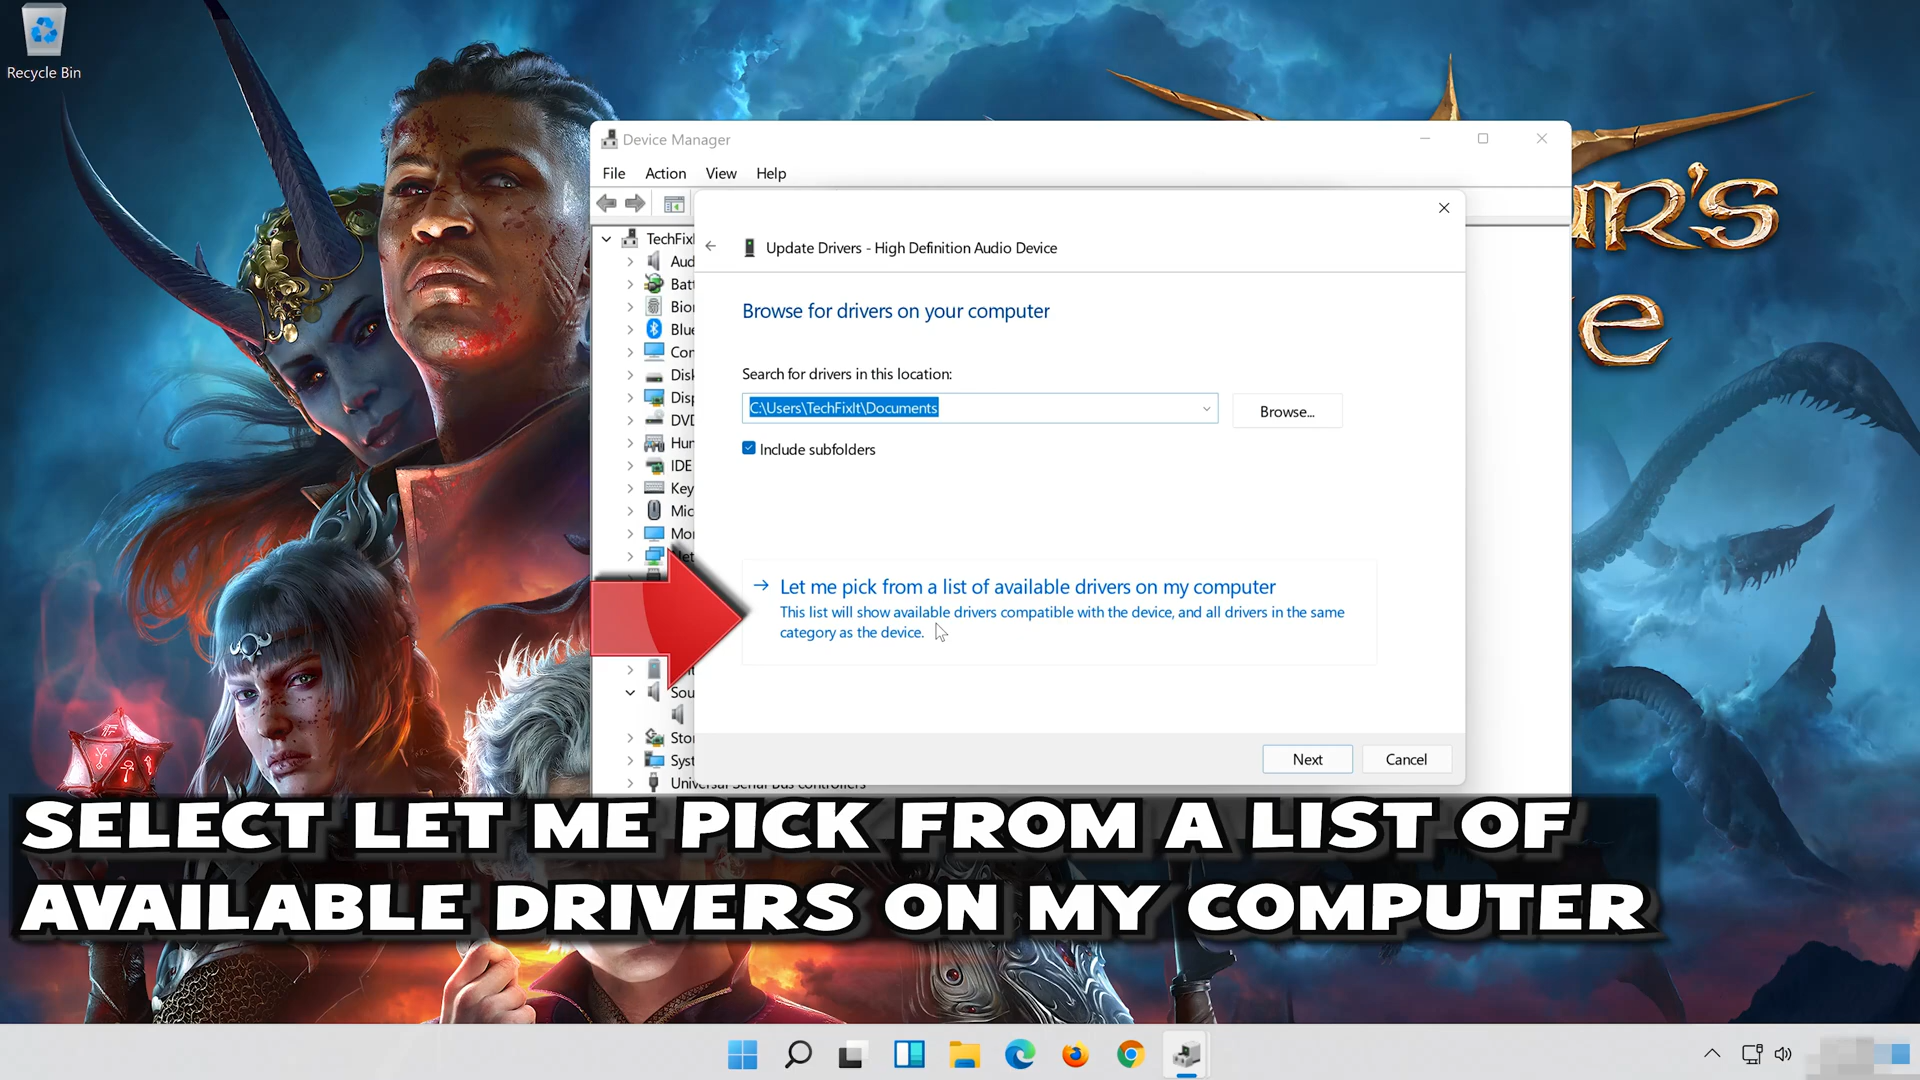 Recycle Bin
Device Manager
File Action View Help
TechFixI
Update Drivers - High Definition Audio Device
Aud
Batt
Bion
Blue
Con
Disk
Disp
DVD
Hun
IDE
Key
Mic
Mor
Net
Sou
Stor
Syst
Universal Serial Bus controllers
Browse for drivers on your computer
Search for drivers in this location:
C:\Users\TechFixIt\Documents
Browse...
Include subfolders
Let me pick from a list of available drivers on my computer
This list will show available drivers compatible with the device, and all drivers in the same
category as the device.
Next Cancel
SELECT LET ME PICK FROM A LIST OF
AVAILABLE DRIVERS ON MY COMPUTER